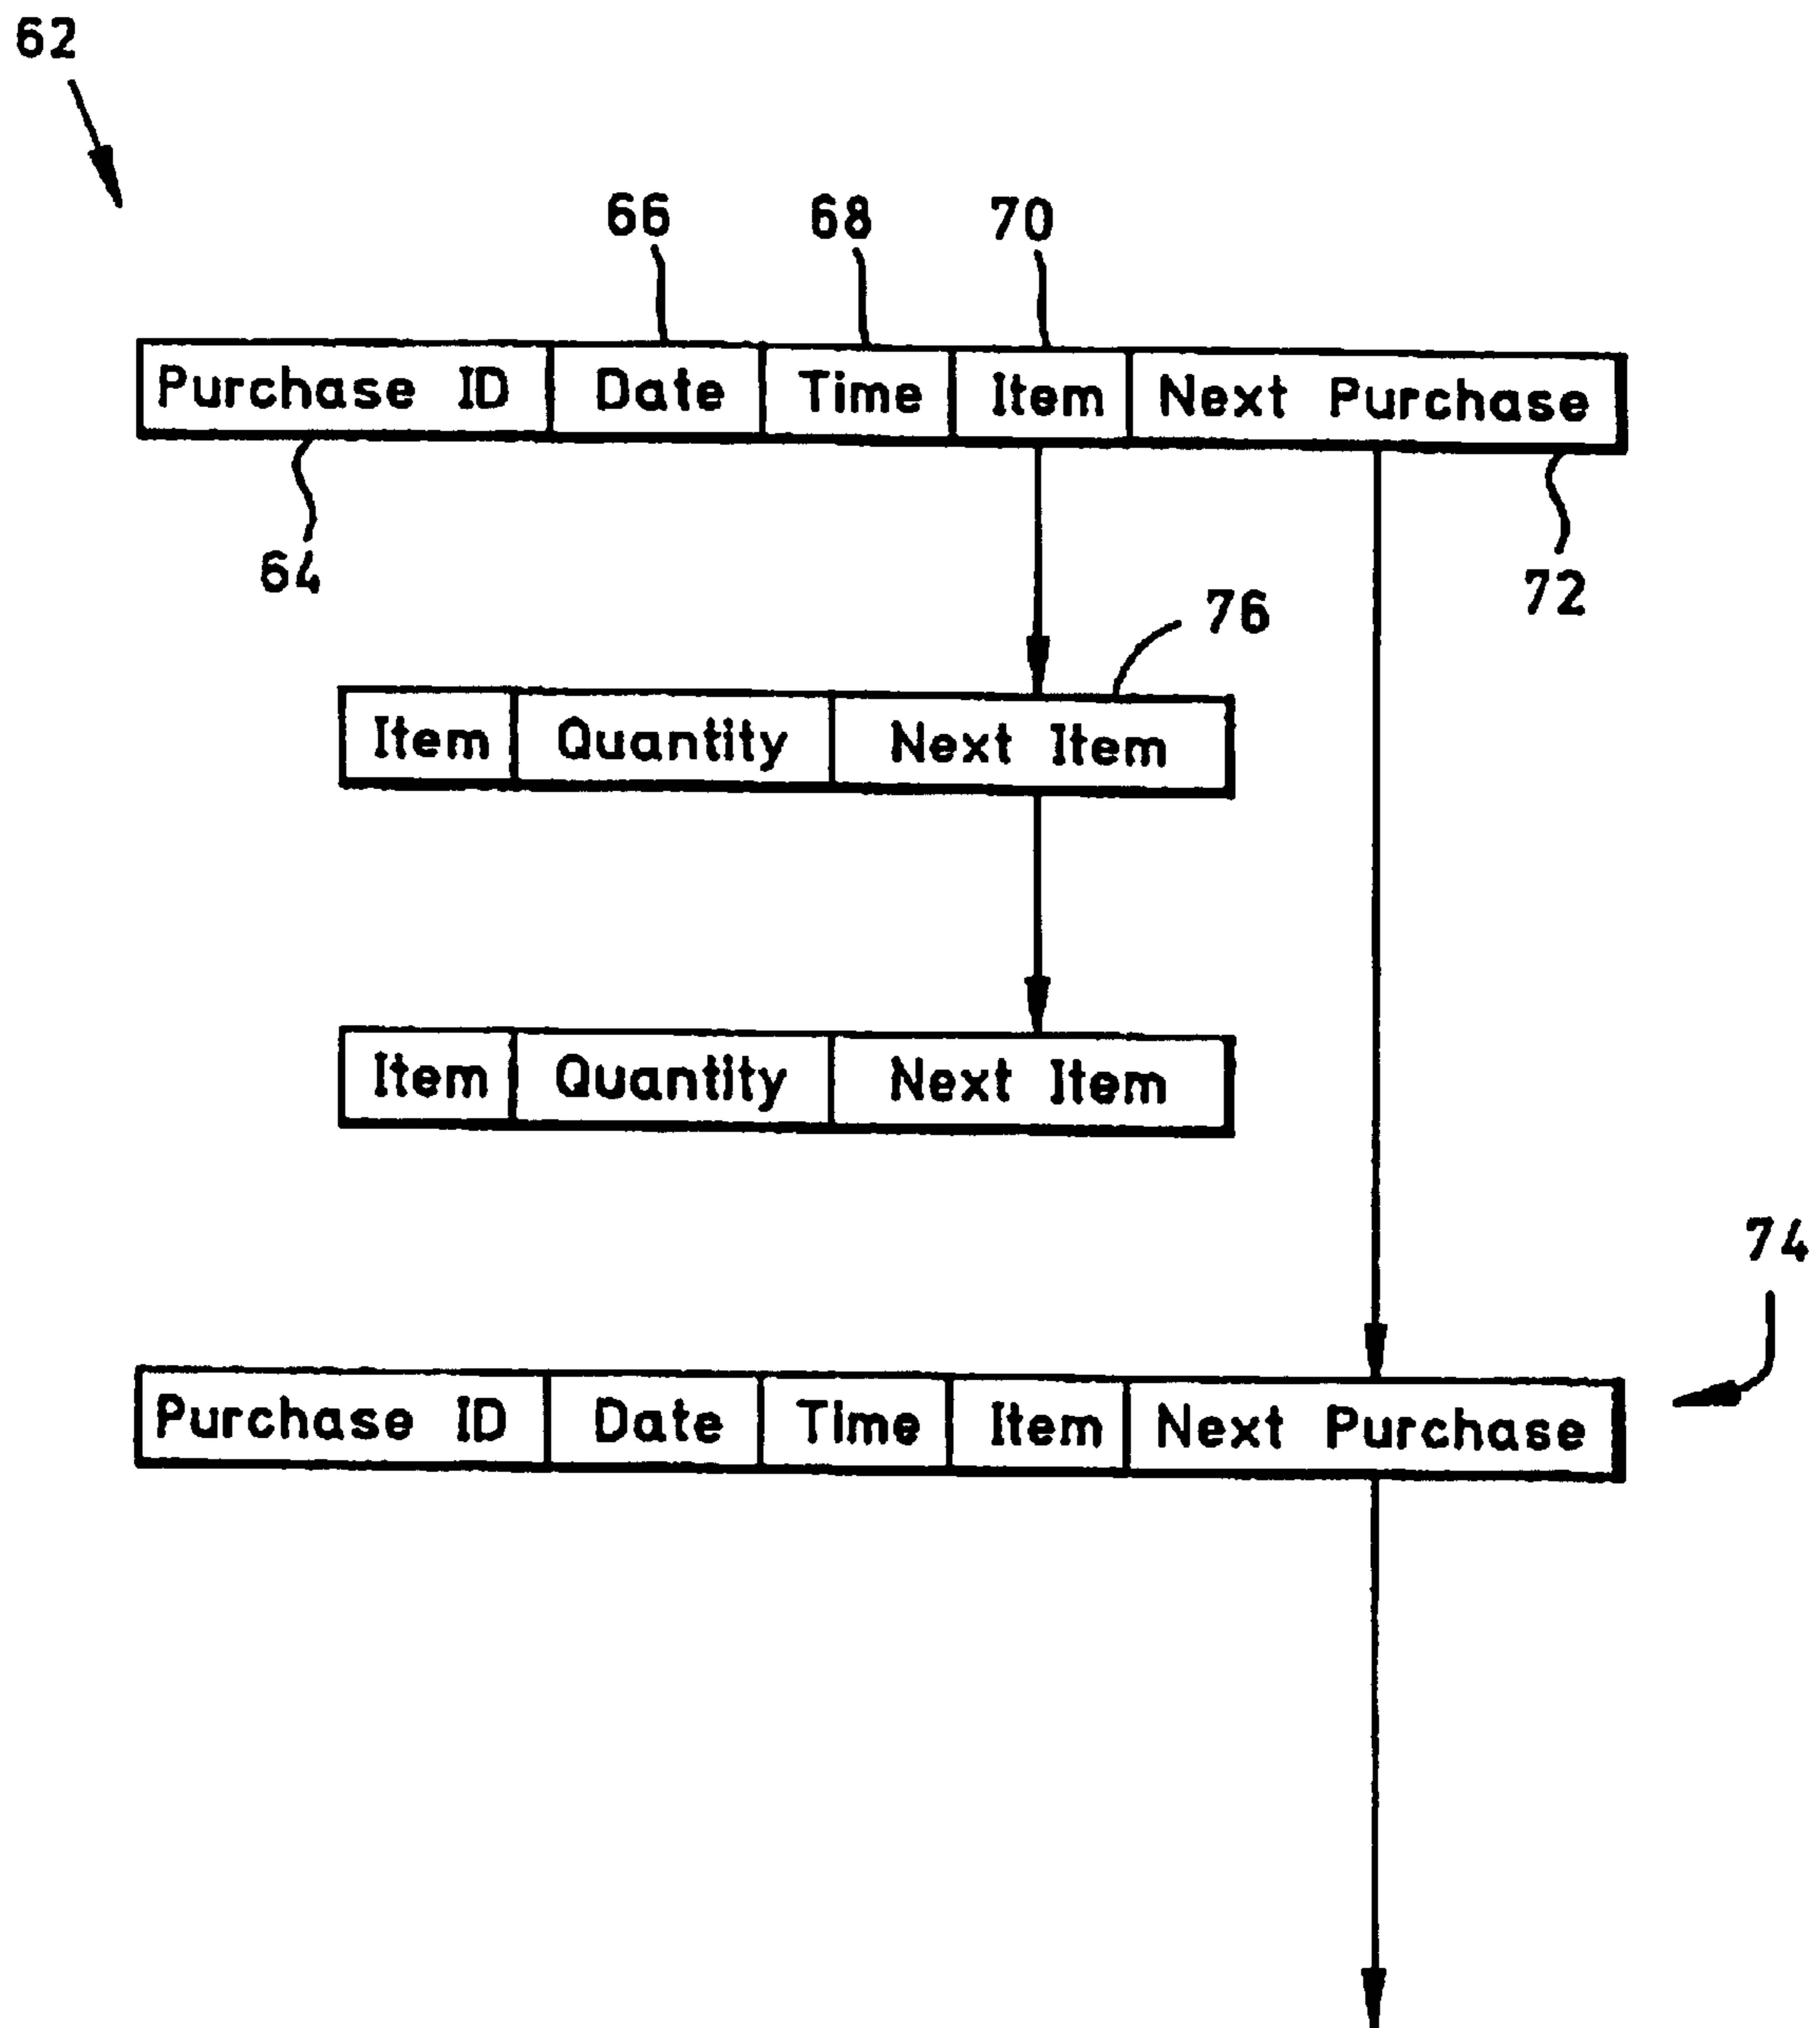 62
66 68 70
Purchase ID Date Time Item Next Purchase
64 72
76
Item Quantity Next Item
Item Quantity Next Item
74
Purchase ID Date Time Item Next Purchase